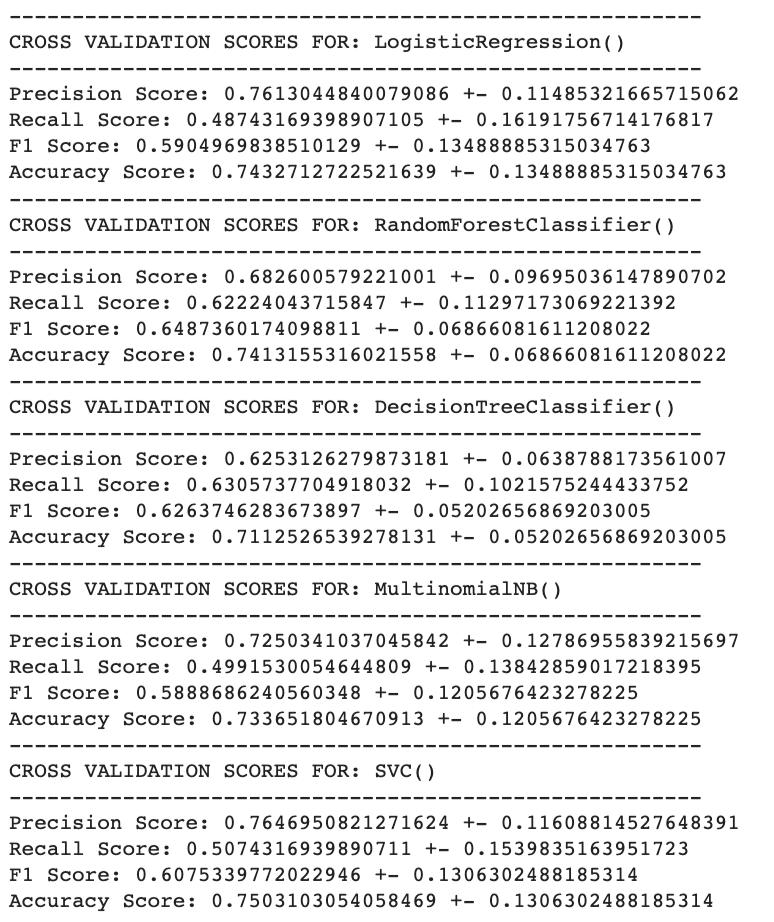 -------------------------------------------------------
CROSS VALIDATION SCORES FOR: LogisticRegression()
-------------------------------------------------------
Precision Score: 0.7613044840079086 +- 0.11485321665715062
Recall Score: 0.48743169398907105 +- 0.16191756714176817
F1 Score: 0.5904969838510129 +- 0.13488885315034763
Accuracy Score: 0.7432712722521639 +- 0.13488885315034763
-------------------------------------------------------
CROSS VALIDATION SCORES FOR: RandomForestClassifier()
-------------------------------------------------------
Precision Score: 0.682600579221001 +- 0.09695036147890702
Recall Score: 0.62224043715847 +- 0.11297173069221392
F1 Score: 0.6487360174098811 +- 0.06866081611208022
Accuracy Score: 0.7413155316021558 +- 0.06866081611208022
-------------------------------------------------------
CROSS VALIDATION SCORES FOR: DecisionTreeClassifier()
-------------------------------------------------------
Precision Score: 0.6253126279873181 +- 0.0638788173561007
Recall Score: 0.6305737704918032 +- 0.1021575244433752
F1 Score: 0.6263746283673897 +- 0.05202656869203005
Accuracy Score: 0.7112526539278131 +- 0.05202656869203005
-------------------------------------------------------
CROSS VALIDATION SCORES FOR: MultinomialNB()
-------------------------------------------------------
Precision Score: 0.7250341037045842 +- 0.12786955839215697
Recall Score: 0.4991530054644809 +- 0.13842859017218395
F1 Score: 0.5888686240560348 +- 0.1205676423278225
Accuracy Score: 0.733651804670913 +- 0.1205676423278225
-------------------------------------------------------
CROSS VALIDATION SCORES FOR: SVC()
-------------------------------------------------------
Precision Score: 0.7646950821271624 +- 0.11608814527648391
Recall Score: 0.5074316939890711 +- 0.1539835163951723
F1 Score: 0.6075339772022946 +- 0.1306302488185314
Accuracy Score: 0.7503103054058469 +- 0.1306302488185314